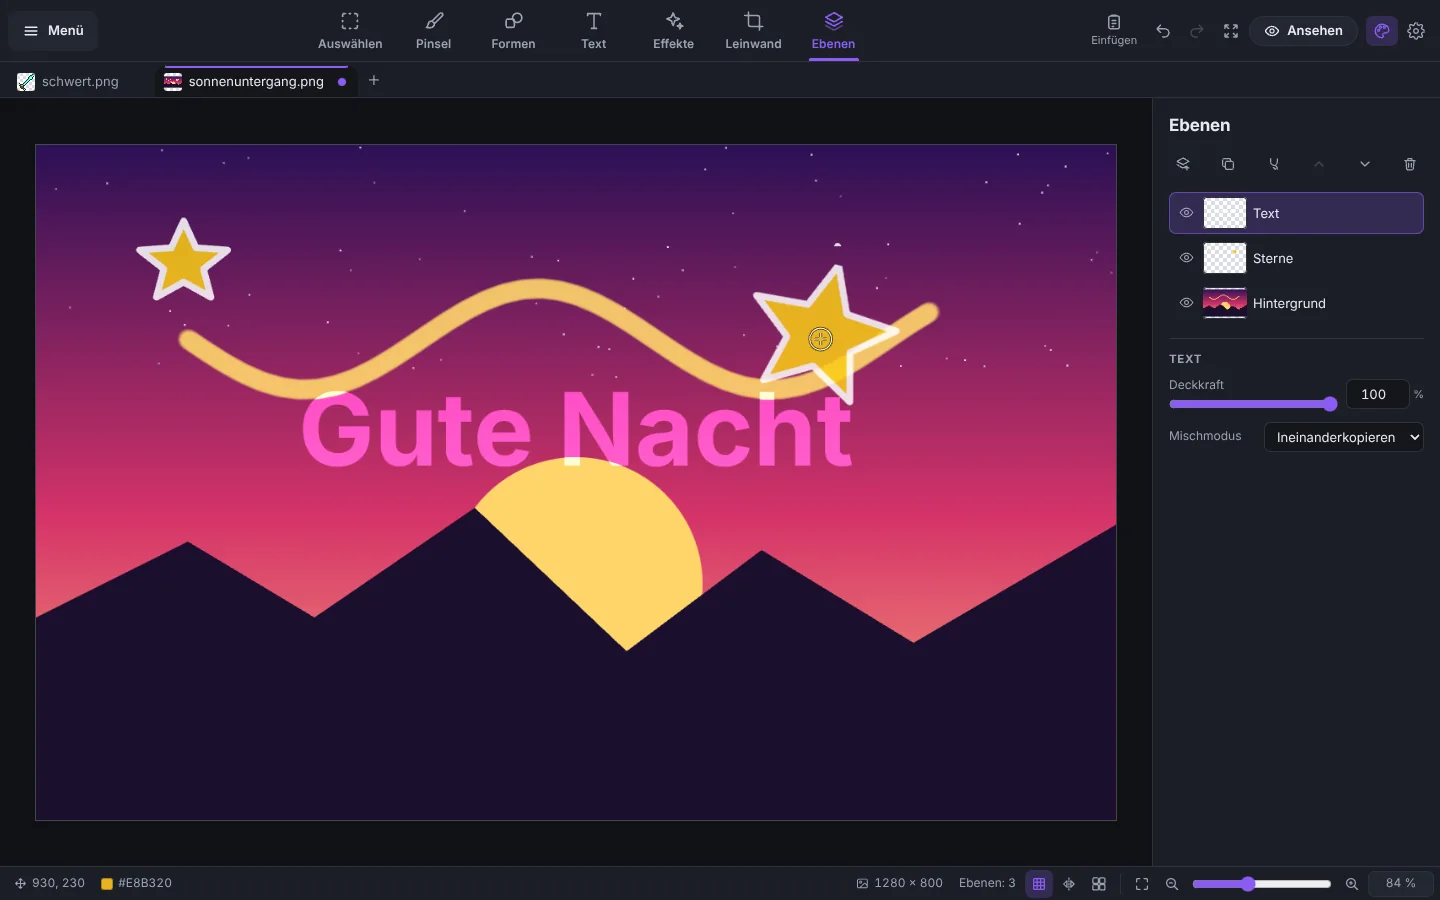 Menü
Auswählen
Pinsel
Formen
Text
Effekte
Leinwand
Ebenen
Einfügen
Ansehen
schwert.png
sonnenuntergang.png
Gute Nacht
Ebenen
Text
Sterne
Hintergrund
TEXT
Deckkraft
100 %
Mischmodus
Ineinanderkopieren
930, 230
#E8B320
1280 × 800
Ebenen: 3
84 %